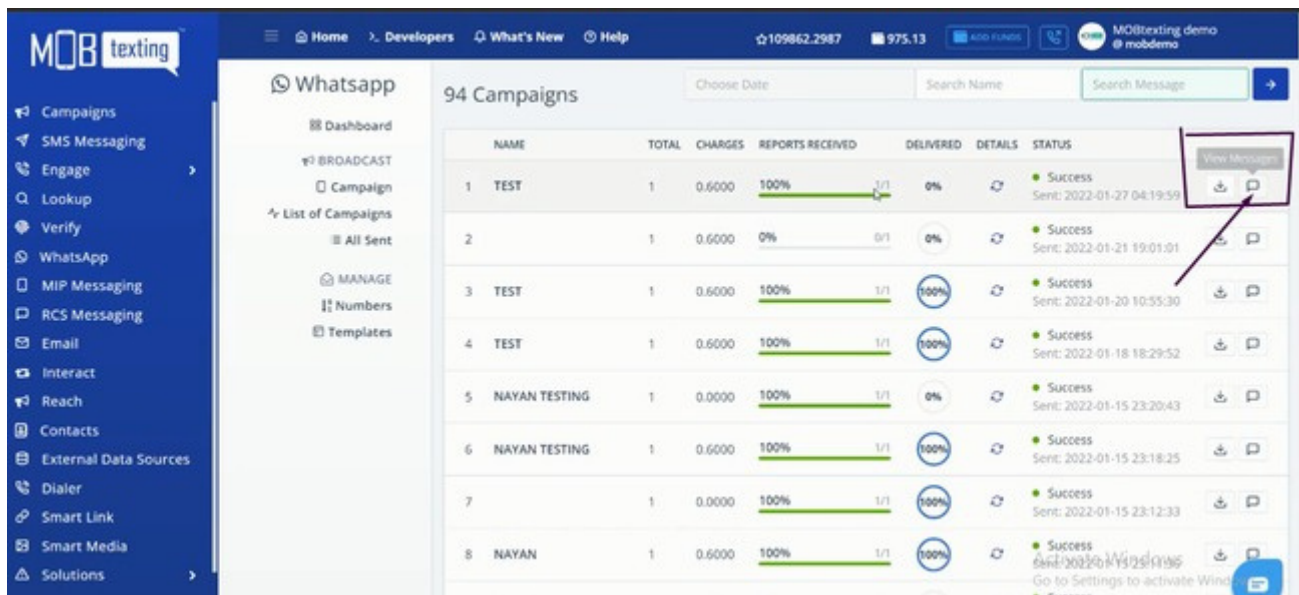 MOB texting
Home Developers What's New Help 109862.2987 975.13 ADD FUNDS MOBtexting demo
@ mobdemo
Campaigns
SMS Messaging
Engage
Lookup
Verify
WhatsApp
MIP Messaging
RCS Messaging
Email
Interact
Reach
Contacts
External Data Sources
Dialer
Smart Link
Smart Media
Solutions
Whatsapp
Dashboard
BROADCAST
Campaign
List of Campaigns
All Sent
MANAGE
Numbers
Templates
94 Campaigns
Choose Date Search Name Search Message
NAME TOTAL CHARGES REPORTS RECEIVED DELIVERED DETAILS STATUS
View Messages
1 TEST 1 0.6000 100% 1/1 0% Success
Sent: 2022-01-27 04:19:59
2 1 0.6000 0% 0/1 0% Success
Sent: 2022-01-21 19:01:01
3 TEST 1 0.6000 100% 1/1 100% Success
Sent: 2022-01-20 10:55:30
4 TEST 1 0.6000 100% 1/1 100% Success
Sent: 2022-01-18 18:29:52
5 NAYAN TESTING 1 0.0000 100% 1/1 0% Success
Sent: 2022-01-15 23:20:43
6 NAYAN TESTING 1 0.6000 100% 1/1 100% Success
Sent: 2022-01-15 23:18:25
7 1 0.0000 100% 1/1 100% Success
Sent: 2022-01-15 23:12:33
8 NAYAN 1 0.6000 100% 1/1 100% Success
Activate Windows
Go to Settings to activate Wind